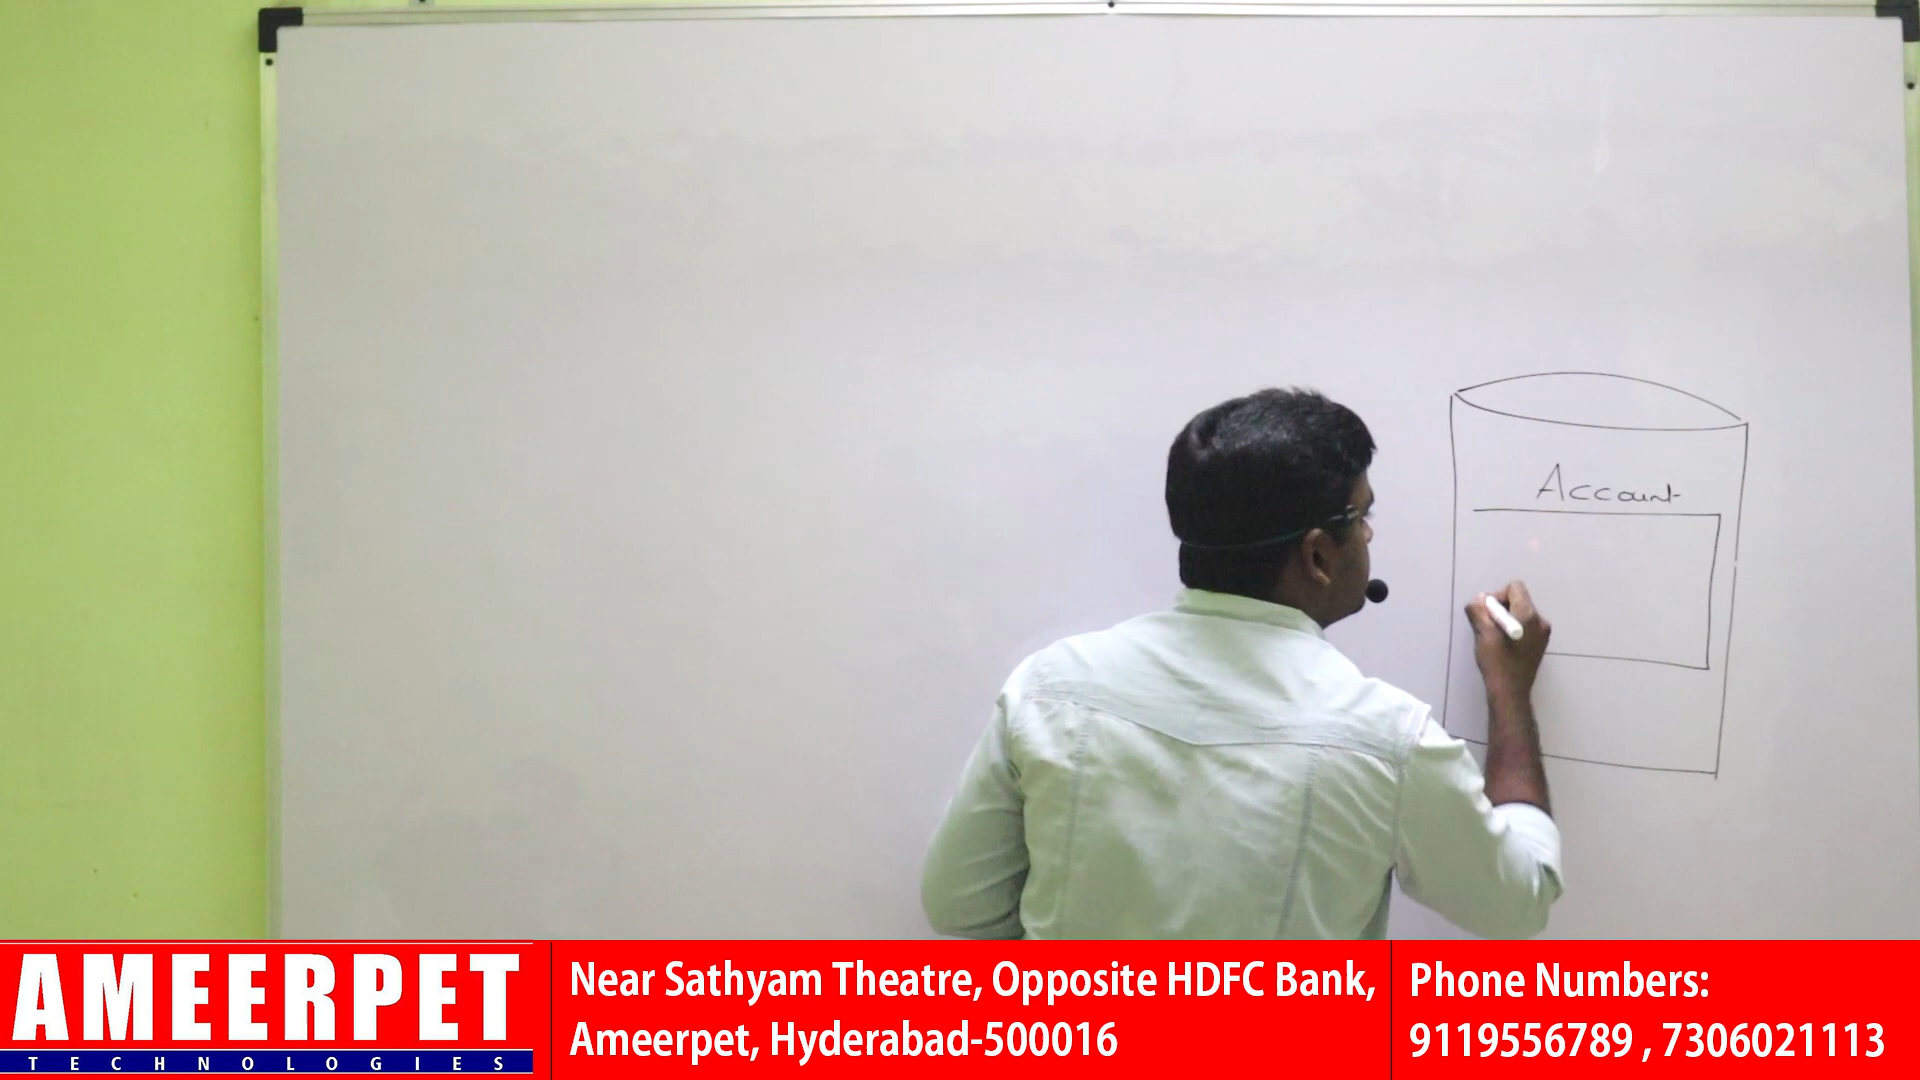 Account
AMEERPET
TECHNOLOGIES
Near Sathyam Theatre, Opposite HDFC Bank,
Ameerpet, Hyderabad-500016
Phone Numbers:
9119556789 , 7306021113